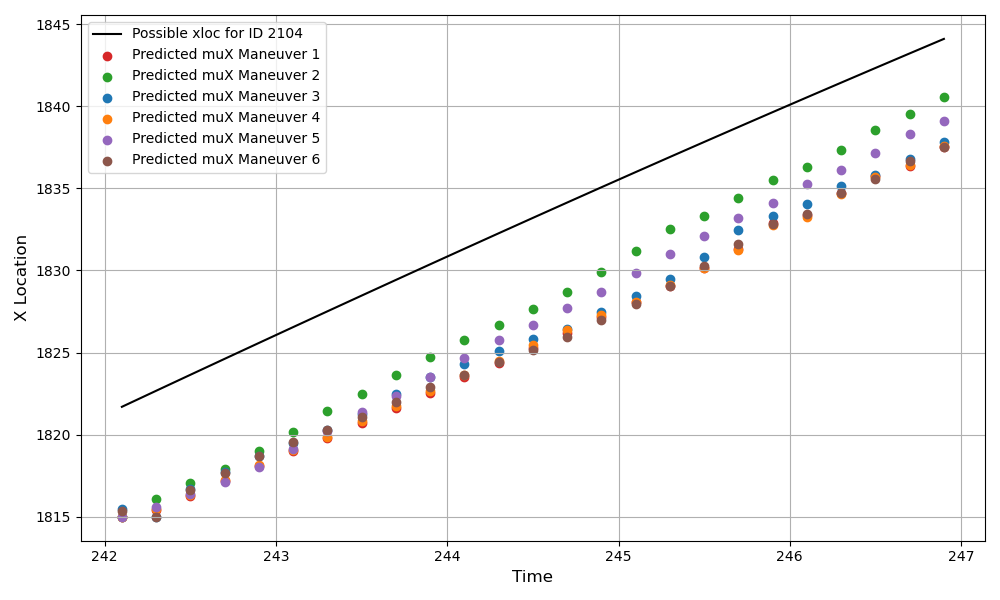 1845
1840
1835
1830
1825
1820
1815
X Location
Possible xloc for ID 2104
Predicted muX Maneuver 1
Predicted muX Maneuver 2
Predicted muX Maneuver 3
Predicted muX Maneuver 4
Predicted muX Maneuver 5
Predicted muX Maneuver 6
242
243
244
245
246
247
Time